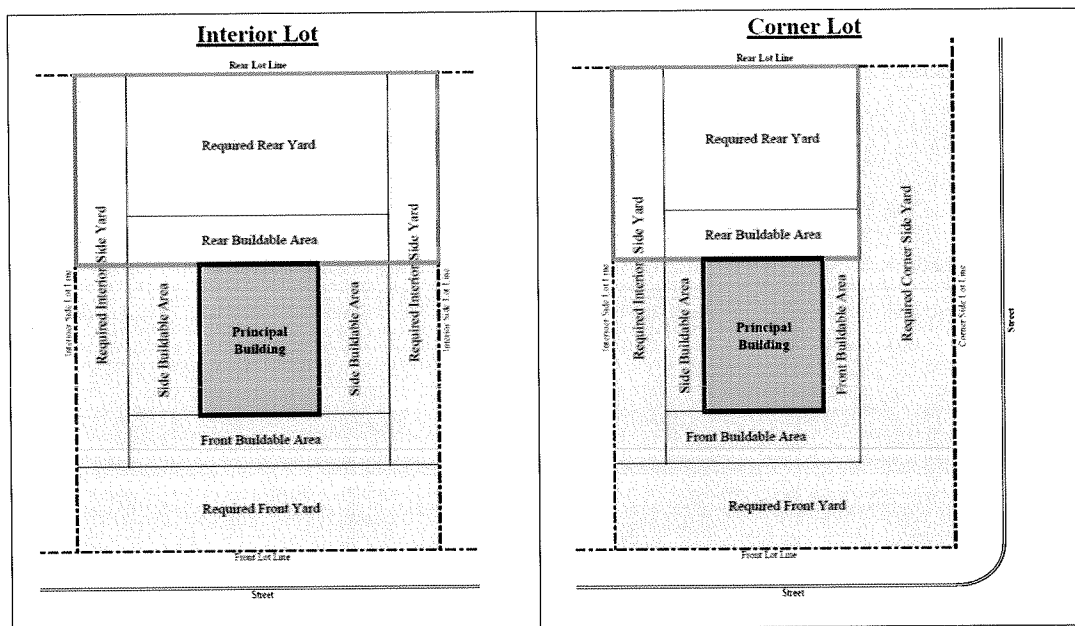 Interior Lot
Rear Lot Line
Required Rear Yard
Rear Buildable Area
Required Interior Side Yard
Required Interior Side Yard
Interior Side Lot Line
Interior Side Lot Line
Side Buildable Area
Principal
Building
Side Buildable Area
Front Buildable Area
Required Front Yard
Front Lot Line
Street
Corner Lot
Rear Lot Line
Required Rear Yard
Rear Buildable Area
Interior Side Lot Line
Required Interior Side Yard
Side Buildable Area
Principal
Building
Front Buildable Area
Required Corner Side Yard
Corner Side Lot Line
Street
Front Buildable Area
Required Front Yard
Front Lot Line
Street